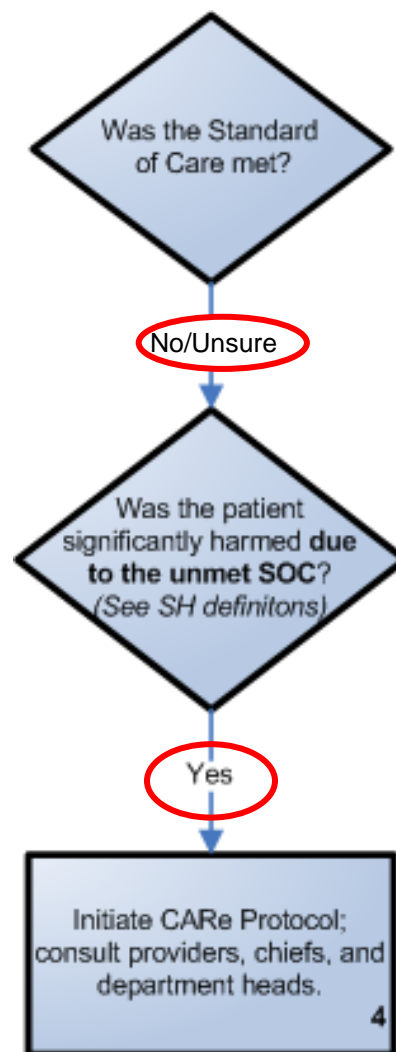 Was the Standard
of Care met?
No/Unsure
Was the patient
significantly harmed due
to the unmet SOC?
(See SH definitons)
Yes
Initiate CARe Protocol;
consult providers, chiefs, and
department heads.
4